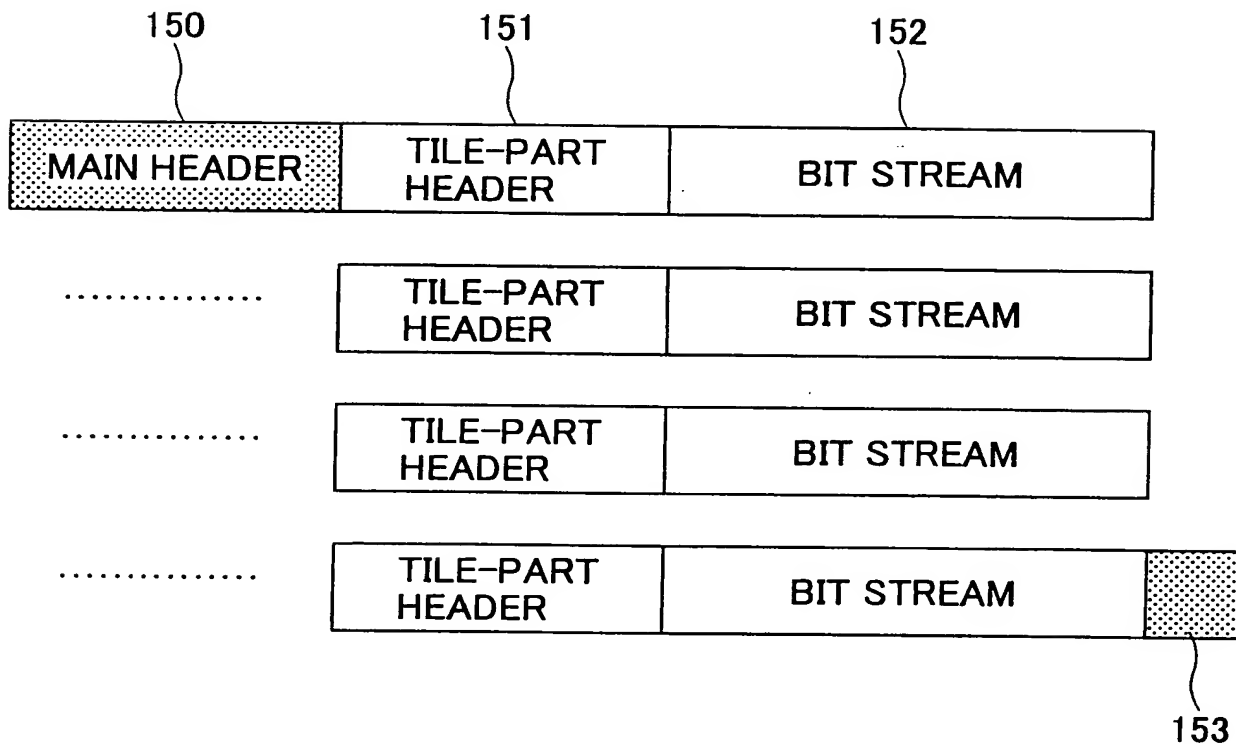 150 151 152
MAIN HEADER TILE-PART HEADER BIT STREAM
............... TILE-PART HEADER BIT STREAM
............... TILE-PART HEADER BIT STREAM
............... TILE-PART HEADER BIT STREAM
153